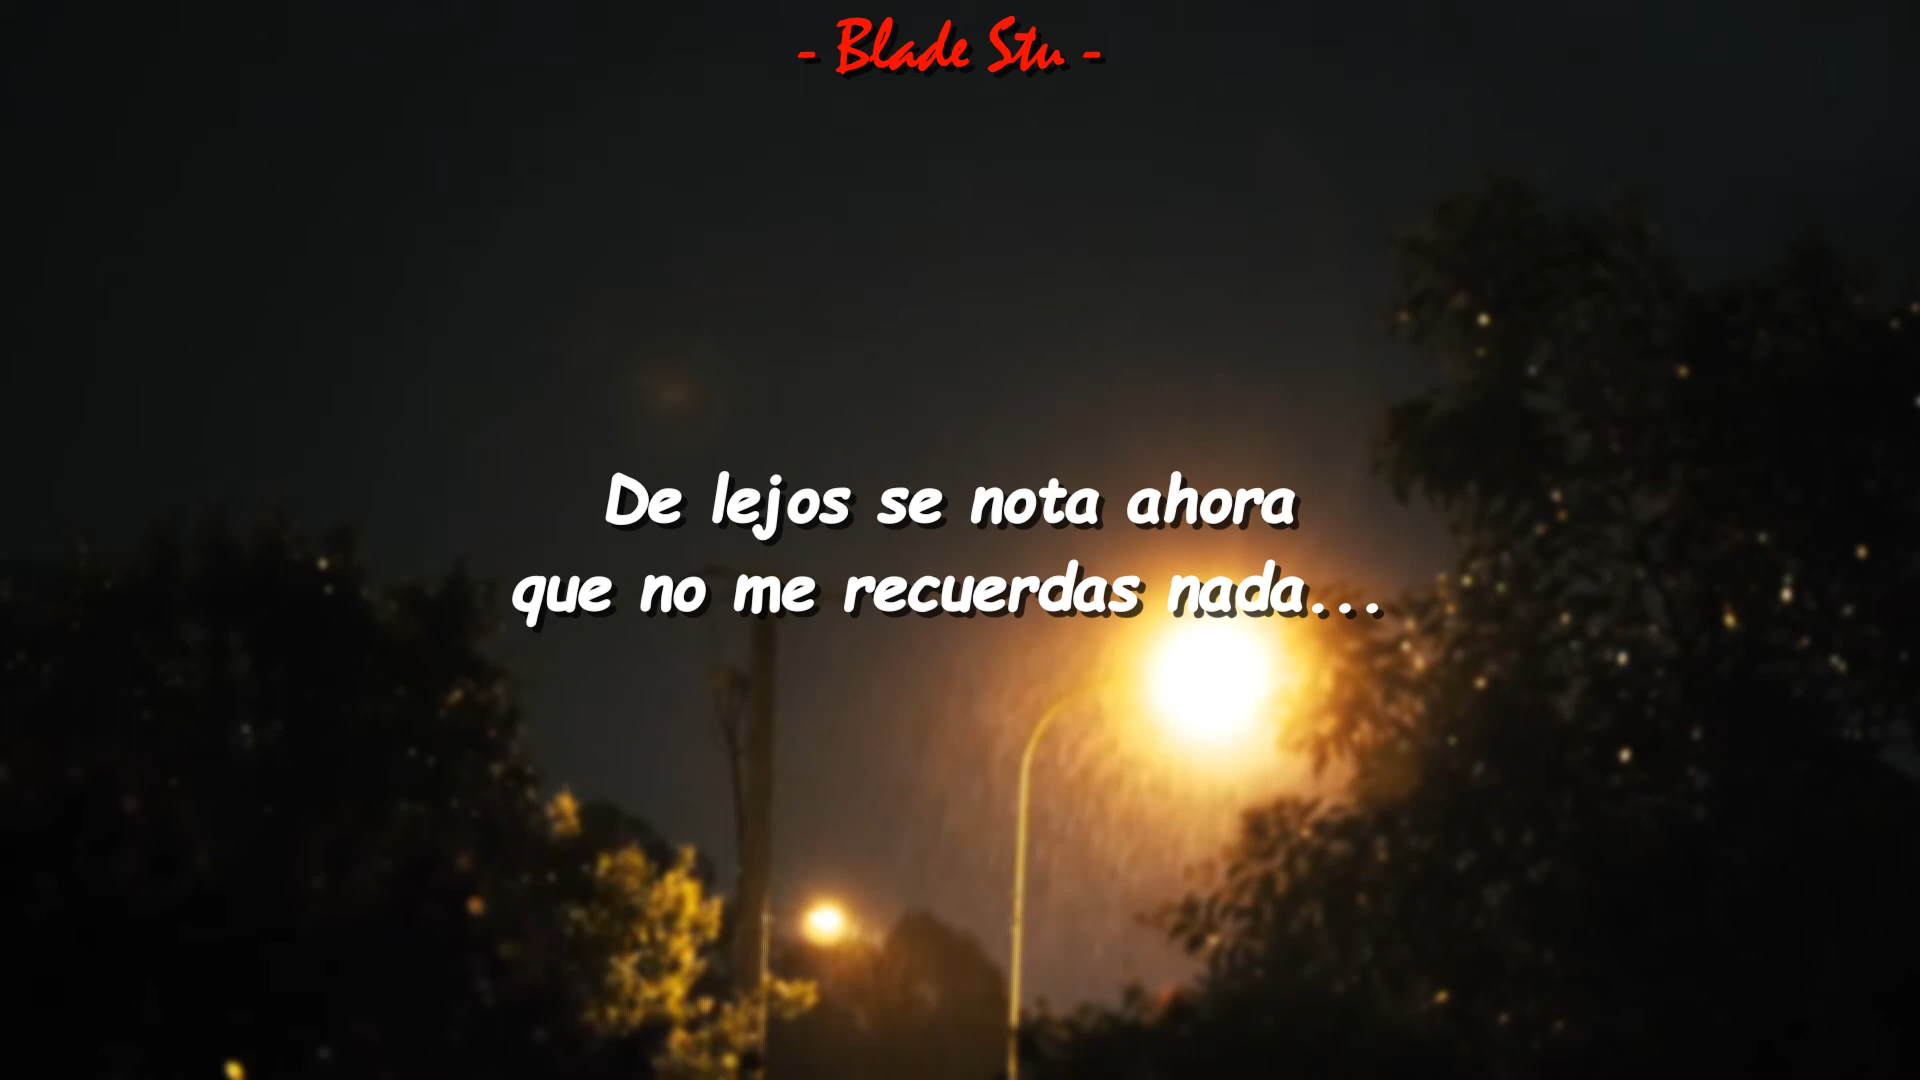 - Blade Stu -
De lejos se nota ahora
que no me recuerdas nada...